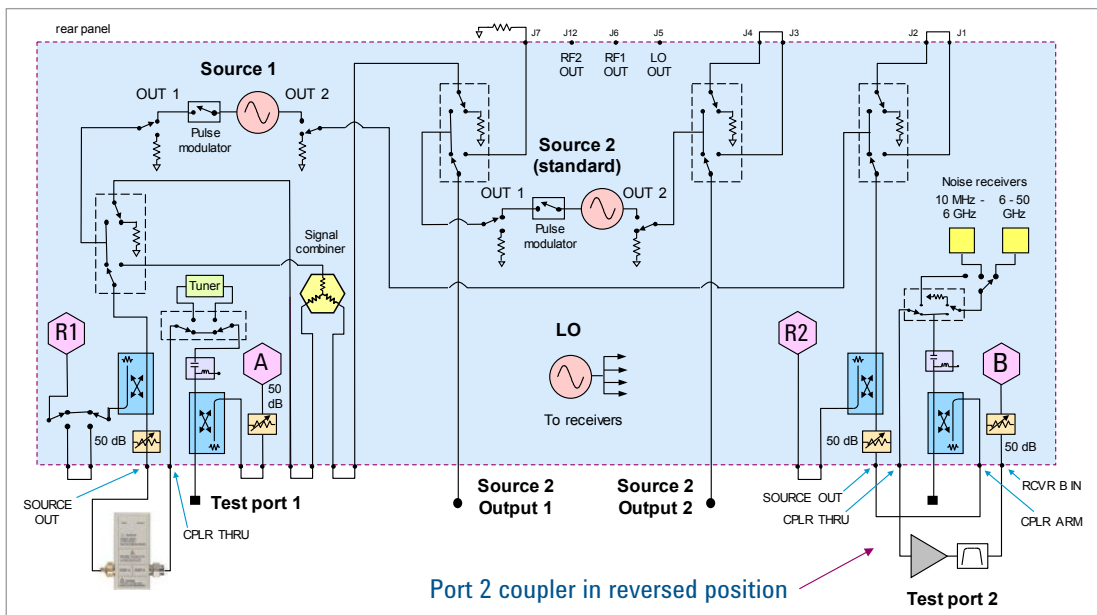 rear panel
J7
J12
J6
J5
J4
J3
J2
J1
RF2
OUT
RF1
OUT
LO
OUT
Source 1
OUT 1
OUT 2
Pulse
modulator
Source 2
(standard)
OUT 1
OUT 2
Pulse
modulator
Noise receivers
10 MHz -
6 GHz
6 - 50
GHz
Signal
combiner
Tuner
R1
A
50
dB
50 dB
LO
To receivers
R2
B
50 dB
50 dB
SOURCE
OUT
CPLR THRU
Test port 1
Source 2
Output 1
Source 2
Output 2
SOURCE OUT
CPLR THRU
RCVR B IN
CPLR ARM
Port 2 coupler in reversed position
Test port 2